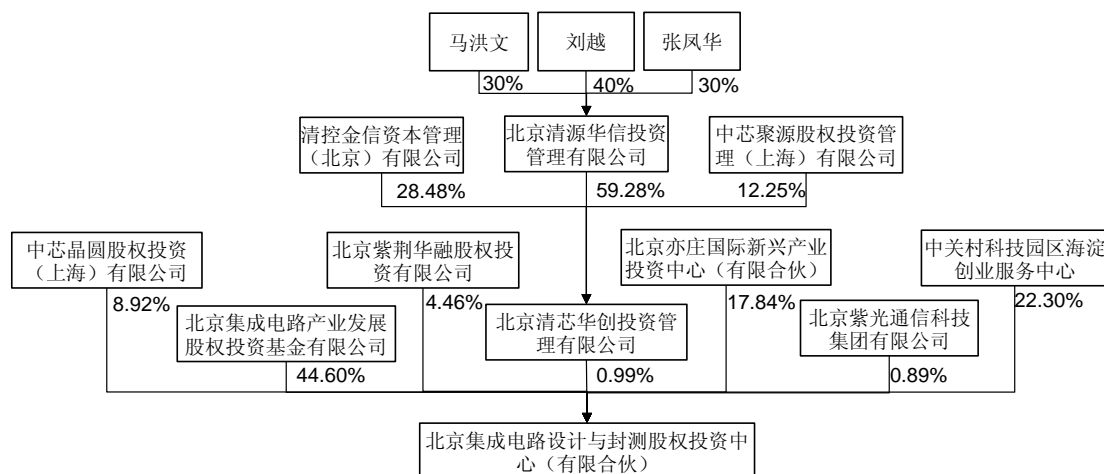 马洪文
刘越
张凤华
30%
40%
30%
清控金信资本管理
（北京）有限公司
北京清源华信投资
管理有限公司
中芯聚源股权投资管
理（上海）有限公司
28.48%
59.28%
12.25%
中芯晶圆股权投资
（上海）有限公司
北京紫荆华融股权投
资有限公司
北京亦庄国际新兴产业
投资中心（有限合伙）
中关村科技园区海淀
创业服务中心
8.92%
4.46%
17.84%
22.30%
北京集成电路产业发展
股权投资基金有限公司
北京清芯华创投资管
理有限公司
北京紫光通信科技
集团有限公司
44.60%
0.99%
0.89%
北京集成电路设计与封测股权投资中
心（有限合伙）